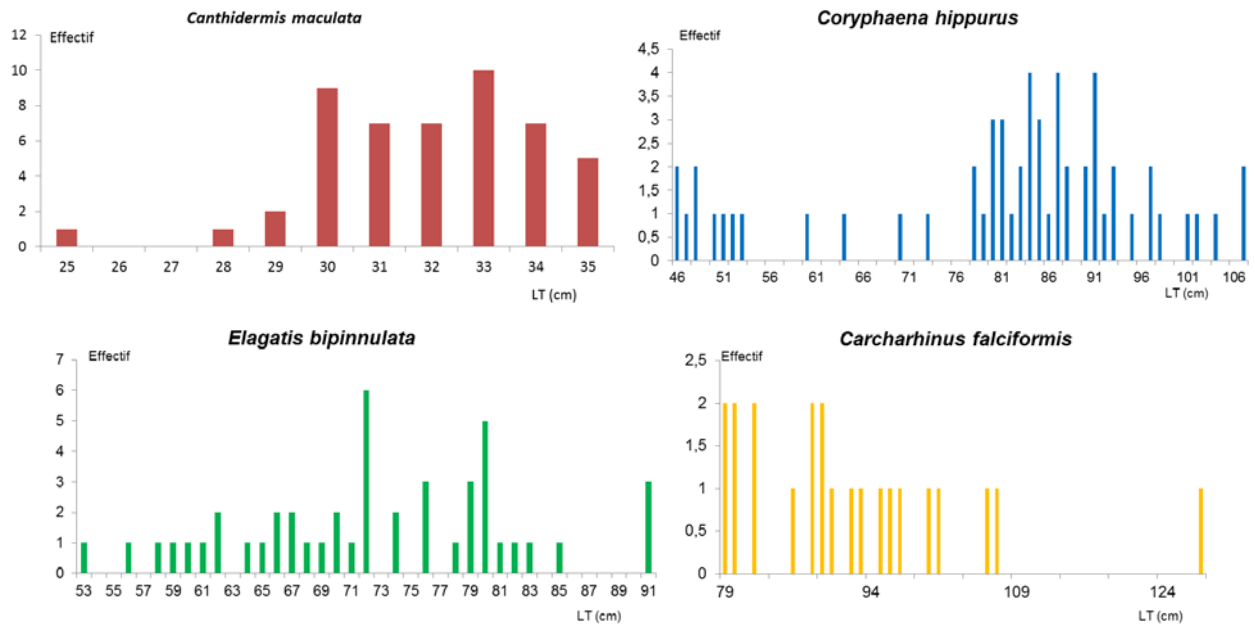 Canthidermis maculata
Effectif
12
10
8
6
4
2
0
25 26 27 28 29 30 31 32 33 34 35
LT (cm)
Coryphaena hippurus
Effectif
4,5
4
3,5
3
2,5
2
1,5
1
0,5
0
46 51 56 61 66 71 76 81 86 91 96 101 106
LT (cm)
Elagatis bipinnulata
Effectif
7
6
5
4
3
2
1
0
53 55 57 59 61 63 65 67 69 71 73 75 77 79 81 83 85 87 89 91
LT (cm)
Carcharhinus falciformis
Effectif
2,5
2
1,5
1
0,5
0
79 94 109 124
LT (cm)